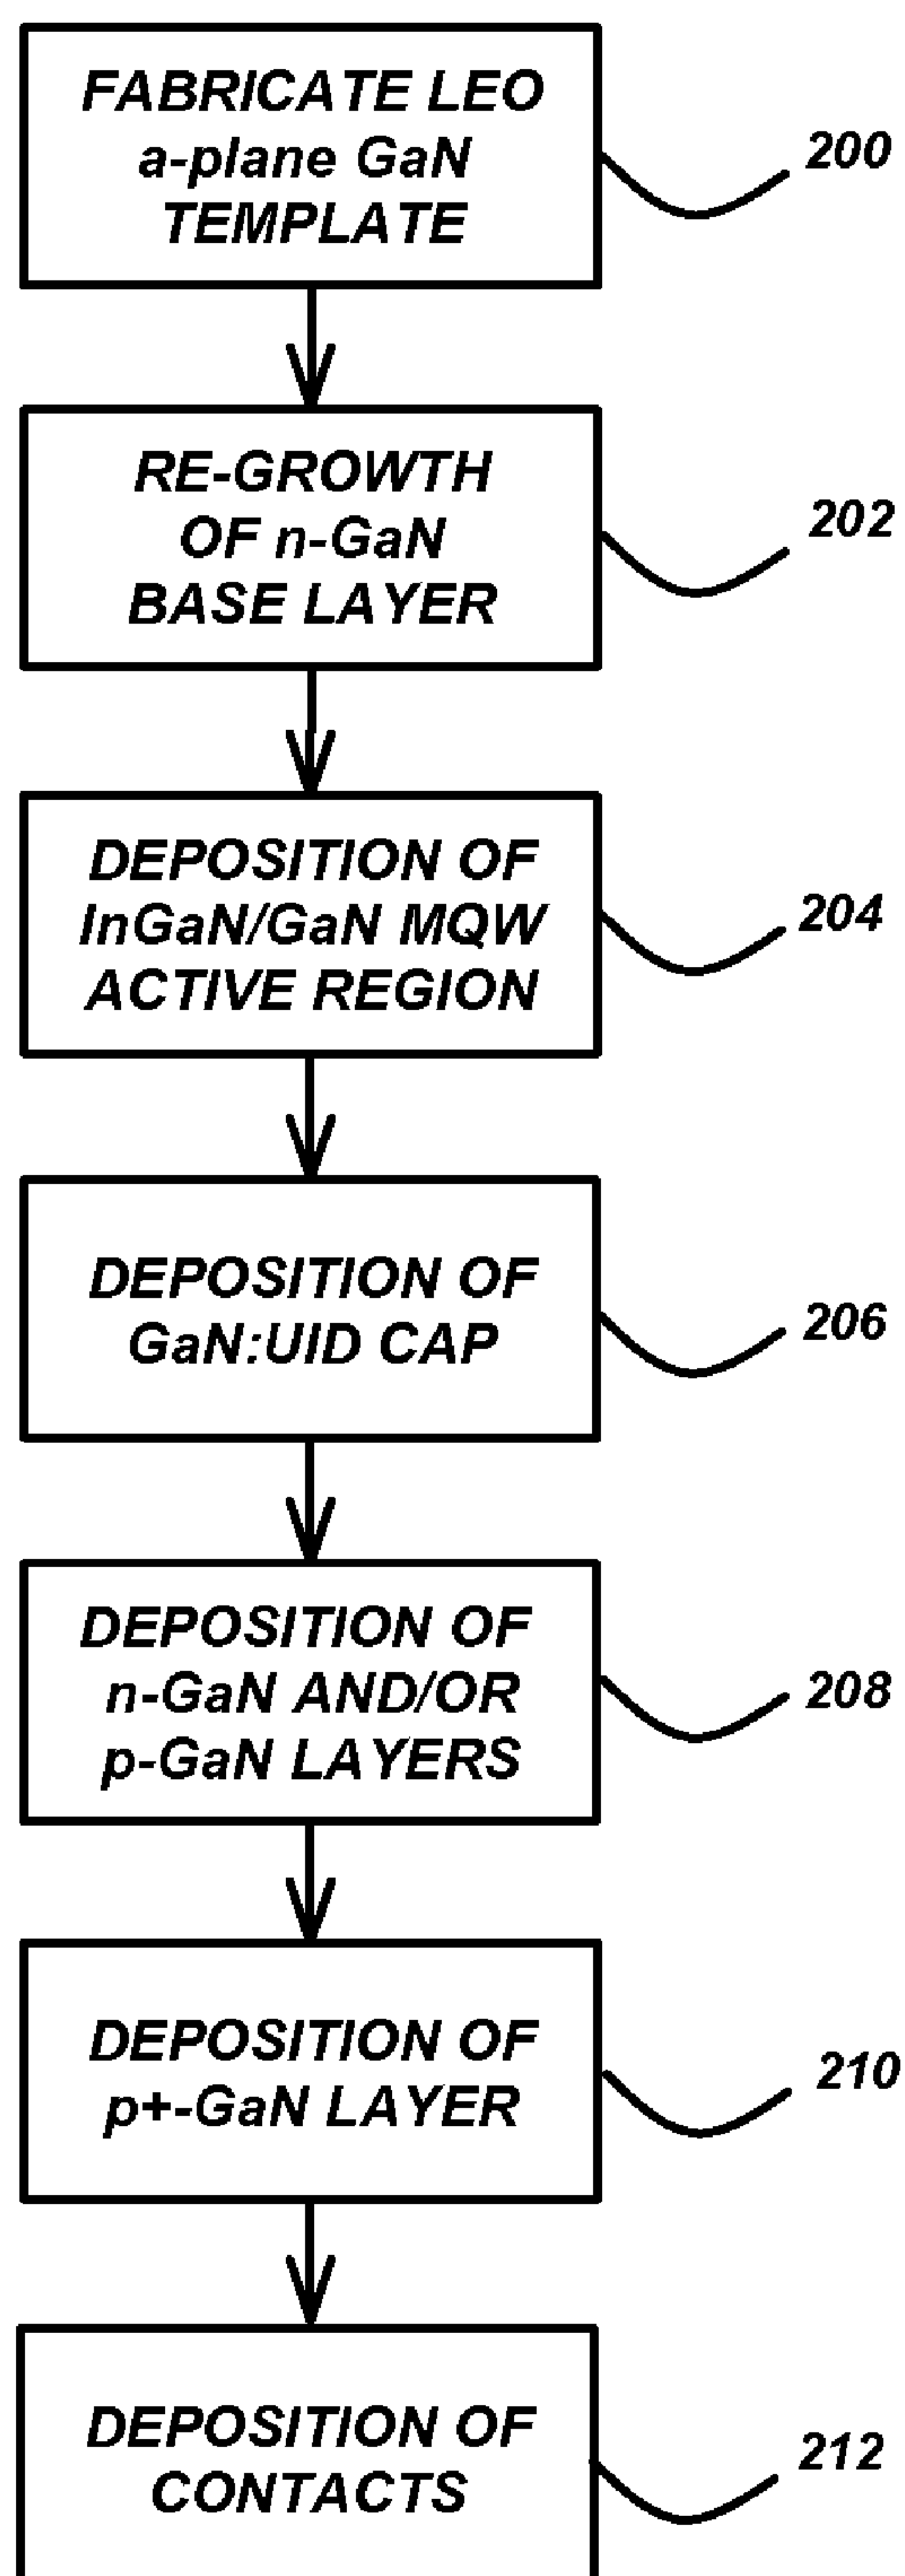 FABRICATE LEO
a-plane GaN
TEMPLATE
200
RE-GROWTH
OF n-GaN
BASE LAYER
202
DEPOSITION OF
InGaN/GaN MQW
ACTIVE REGION
204
DEPOSITION OF
GaN:UID CAP
206
DEPOSITION OF
n-GaN AND/OR
p-GaN LAYERS
208
DEPOSITION OF
p+-GaN LAYER
210
DEPOSITION OF
CONTACTS
212